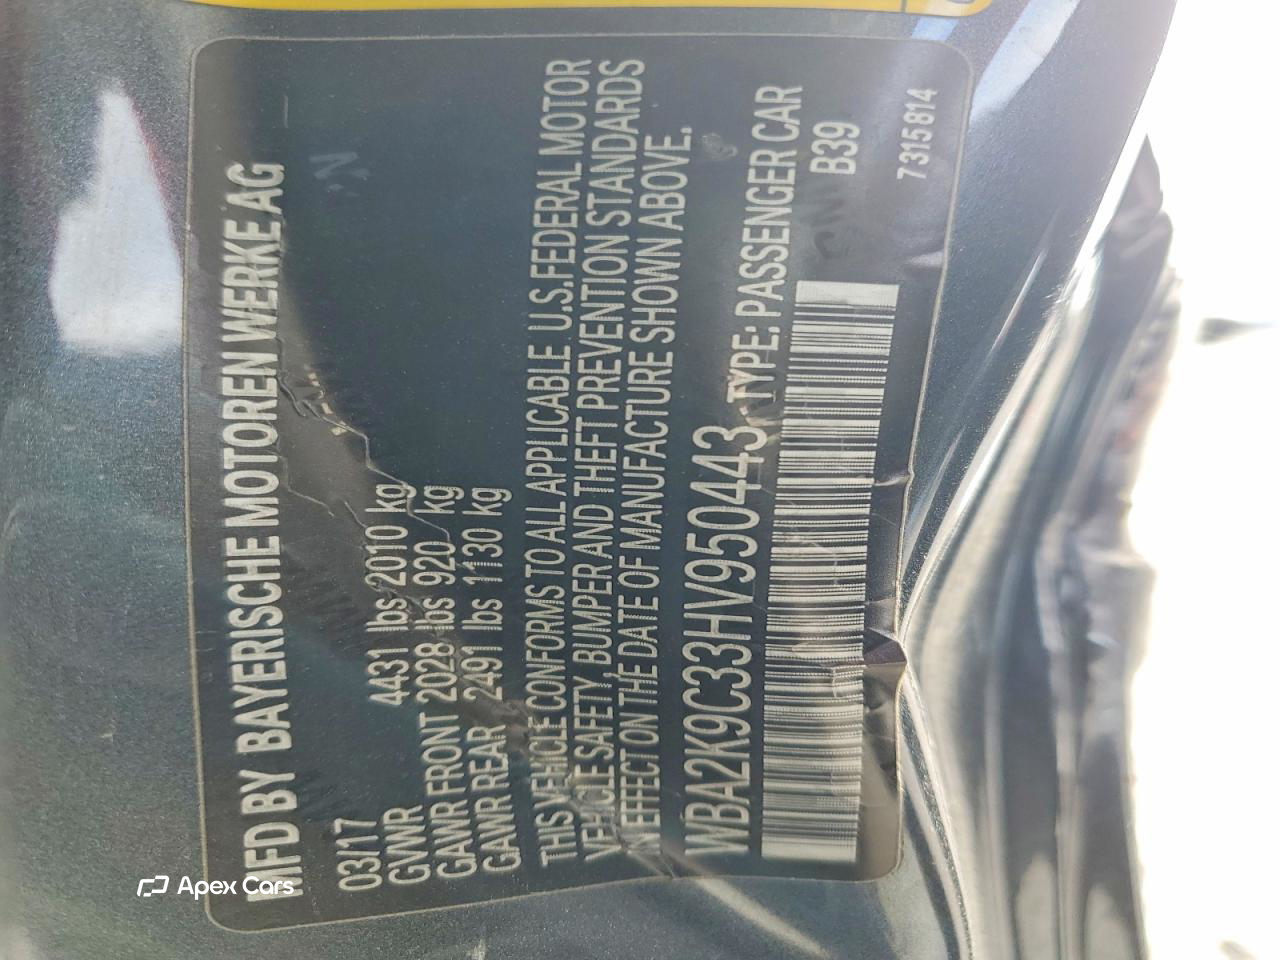 MFD BY BAYERISCHE MOTOREN WERKE AG
03/17
GVWR 4431 lbs 2010 kg
GAWR FRONT 2028 lbs 920 kg
GAWR REAR 2491 lbs 1130 kg
THIS VEHICLE CONFORMS TO ALL APPLICABLE U.S.FEDERAL MOTOR
VEHICLE SAFETY, BUMPER AND THEFT PREVENTION STANDARDS
IN EFFECT ON THE DATE OF MANUFACTURE SHOWN ABOVE.
WBA2K9C33HV950443 TYPE: PASSENGER CAR
B39
7315814
Apex Cars